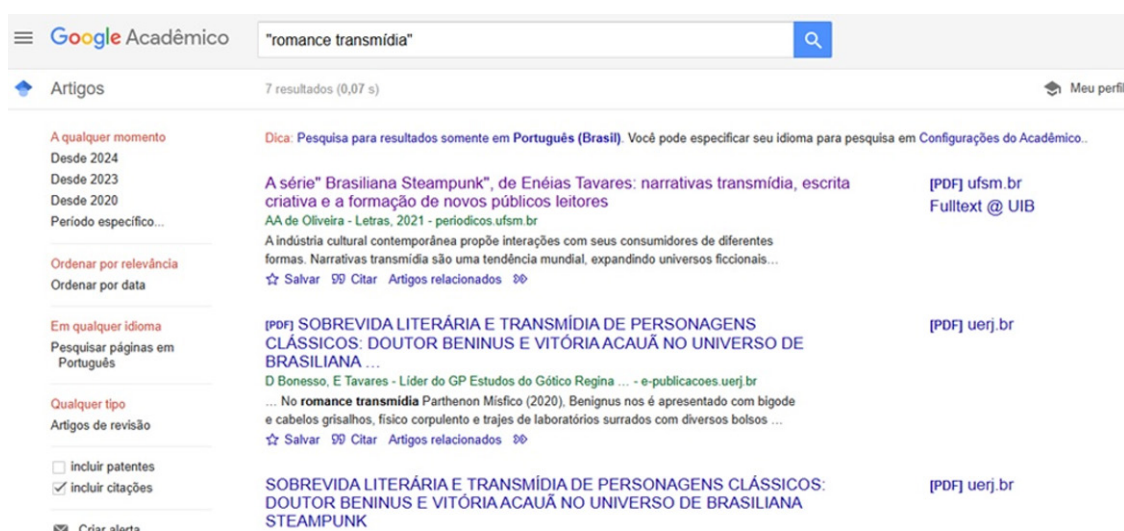 Google Acadêmico
"romance transmídia"
Artigos
7 resultados (0,07 s)
Meu perfil
A qualquer momento
Desde 2024
Desde 2023
Desde 2020
Período específico...
Ordenar por relevância
Ordenar por data
Em qualquer idioma
Pesquisar páginas em
Português
Qualquer tipo
Artigos de revisão
incluir patentes
incluir citações
Criar alerta
Dica: Pesquisa para resultados somente em Português (Brasil). Você pode especificar seu idioma para pesquisa em Configurações do Acadêmico..
A série" Brasiliana Steampunk", de Enéias Tavares: narrativas transmídia, escrita
criativa e a formação de novos públicos leitores
AA de Oliveira - Letras, 2021 - periodicos.ufsm.br
A indústria cultural contemporânea propõe interações com seus consumidores de diferentes
formas. Narrativas transmídia são uma tendência mundial, expandindo universos ficcionais...
Salvar Citar Artigos relacionados
[PDF] ufsm.br
Fulltext @ UIB
[PDF] SOBREVIDA LITERÁRIA E TRANSMÍDIA DE PERSONAGENS
CLÁSSICOS: DOUTOR BENINUS E VITÓRIA ACAUÃ NO UNIVERSO DE
BRASILIANA ...
D Bonesso, E Tavares - Líder do GP Estudos do Gótico Regina ... - e-publicacoes.uerj.br
... No romance transmídia Parthenon Místico (2020), Benignus nos é apresentado com bigode
e cabelos grisalhos, físico corpulento e trajes de laboratórios surrados com diversos bolsos ...
Salvar Citar Artigos relacionados
[PDF] uerj.br
SOBREVIDA LITERÁRIA E TRANSMÍDIA DE PERSONAGENS CLÁSSICOS:
DOUTOR BENINUS E VITÓRIA ACAUÃ NO UNIVERSO DE BRASILIANA
STEAMPUNK
[PDF] uerj.br